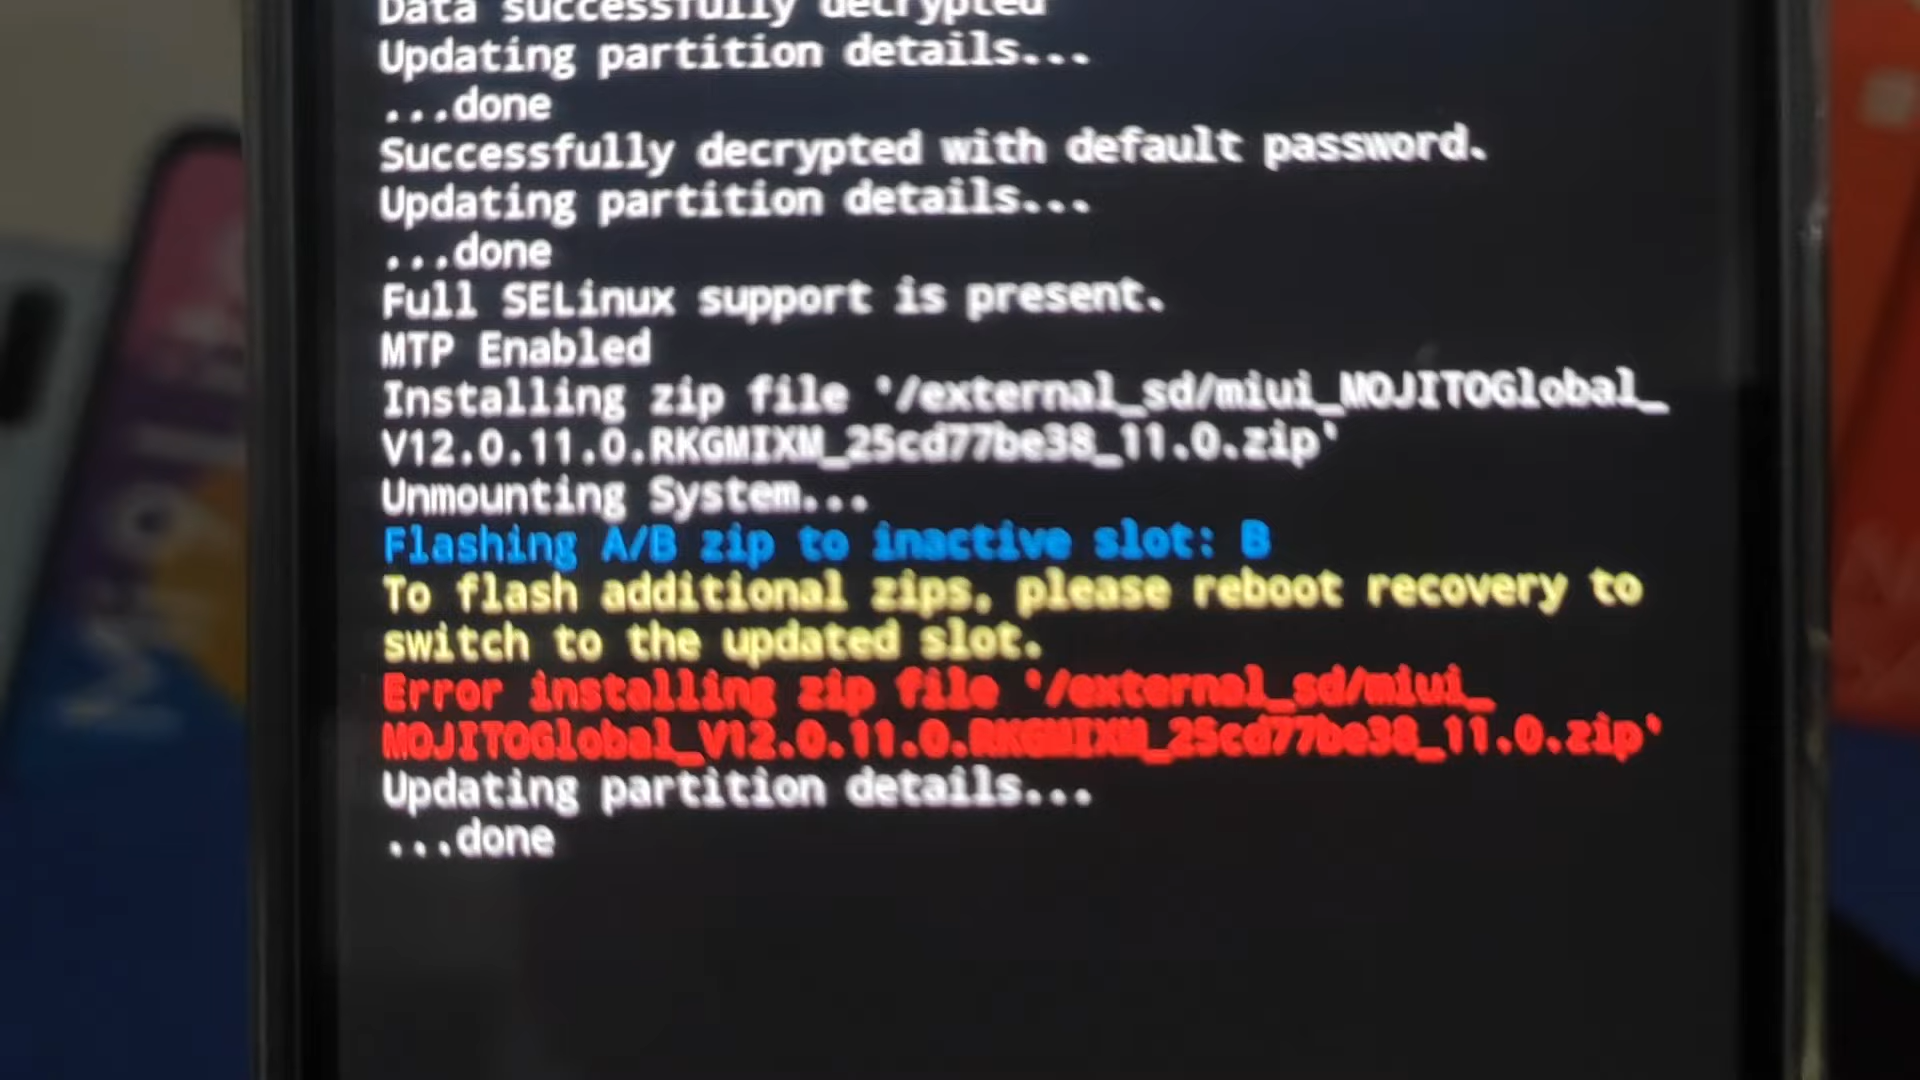 Data successfully decrypted
Updating partition details...
...done
Successfully decrypted with default password.
Updating partition details...
...done
Full SELinux support is present.
MTP Enabled
Installing zip file '/external_sd/miui_MOJITOGlobal_
V12.0.11.0.RKGMIXM_25cd77be38_11.0.zip'
Unmounting System...
Flashing A/B zip to inactive slot: B
To flash additional zips, please reboot recovery to
switch to the updated slot.
Error installing zip file '/external_sd/miui_
MOJITOGlobal_V12.0.11.0.RKGMIXM_25cd77be38_11.0.zip'
Updating partition details...
...done